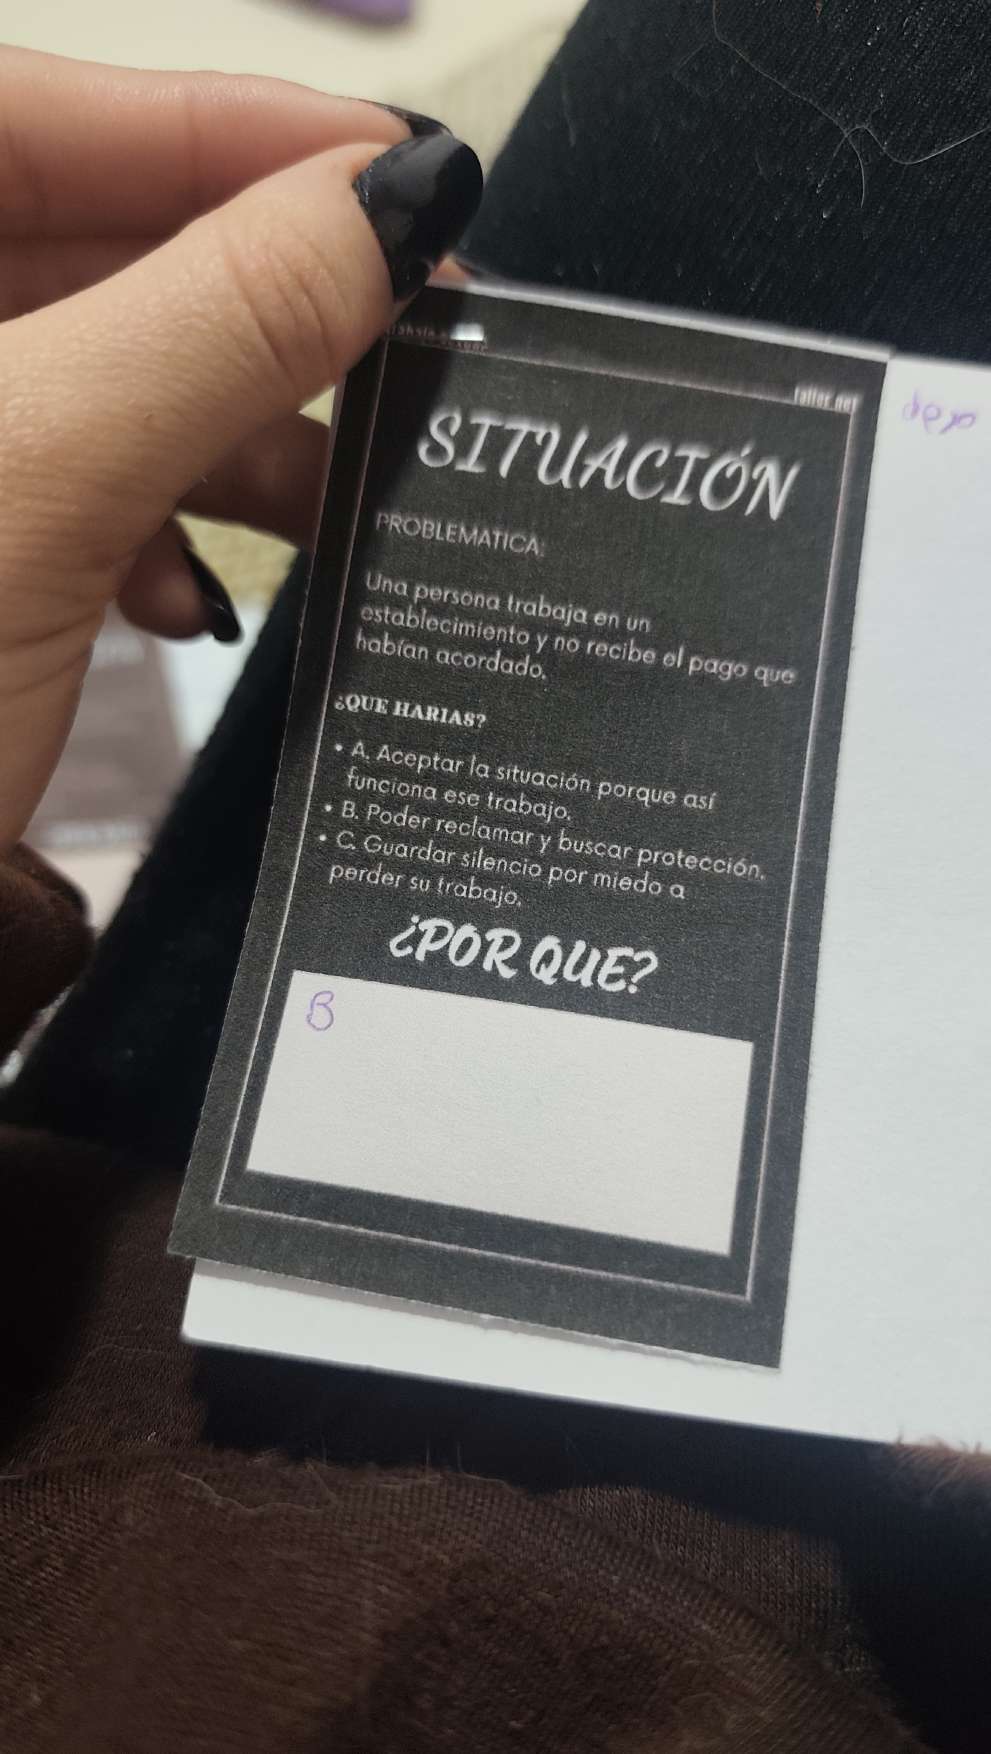 taller net
SITUACIÓN
PROBLEMATICA:
Una persona trabaja en un
establecimiento y no recibe el pago que
habían acordado.
¿QUE HARIAS?
• A. Aceptar la situación porque así
funciona ese trabajo.
• B. Poder reclamar y buscar protección.
• C. Guardar silencio por miedo a
perder su trabajo.
¿POR QUE?
B